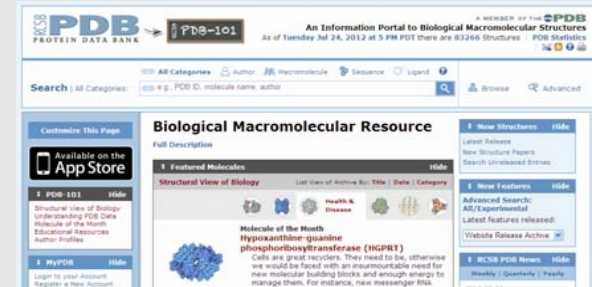 RCSB PDB
PROTEIN DATA BANK
RCSB PDB-101
A MEMBER OF THE PDB
An Information Portal to Biological Macromolecular Structures
As of Tuesday Jul 24, 2012 at 5 PM PDT there are 83266 Structures | PDB Statistics
All Categories Author Macromolecule Sequence Ligand
Search | All Categories:
e.g., PDB ID, molecule name, author
Browse Advanced
Customize This Page
Available on the
App Store
PDB-101 Hide
Structural View of Biology
Understanding PDB Data
Molecule of the Month
Educational Resources
Author Profiles
MyPDB Hide
Login to your Account
Register a New Account
Biological Macromolecular Resource
Full Description
Featured Molecules Hide
Structural View of Biology List View of Archive By: Title | Date | Category
Health &
Disease
Molecule of the Month
Hypoxanthine-guanine
phosphoribosyltransferase (HGPRT)
Cells are great recyclers. They need to be, otherwise
we would be faced with an insurmountable need for
new molecular building blocks and enough energy to
manage them. For instance, new messenger RNA
New Structures Hide
Latest Release
New Structure Papers
Search Unreleased Entries
New Features Hide
Advanced Search:
All/Experimental
Latest features released:
Website Release Archive
RCSB PDB News Hide
Weekly | Quarterly | Yearly